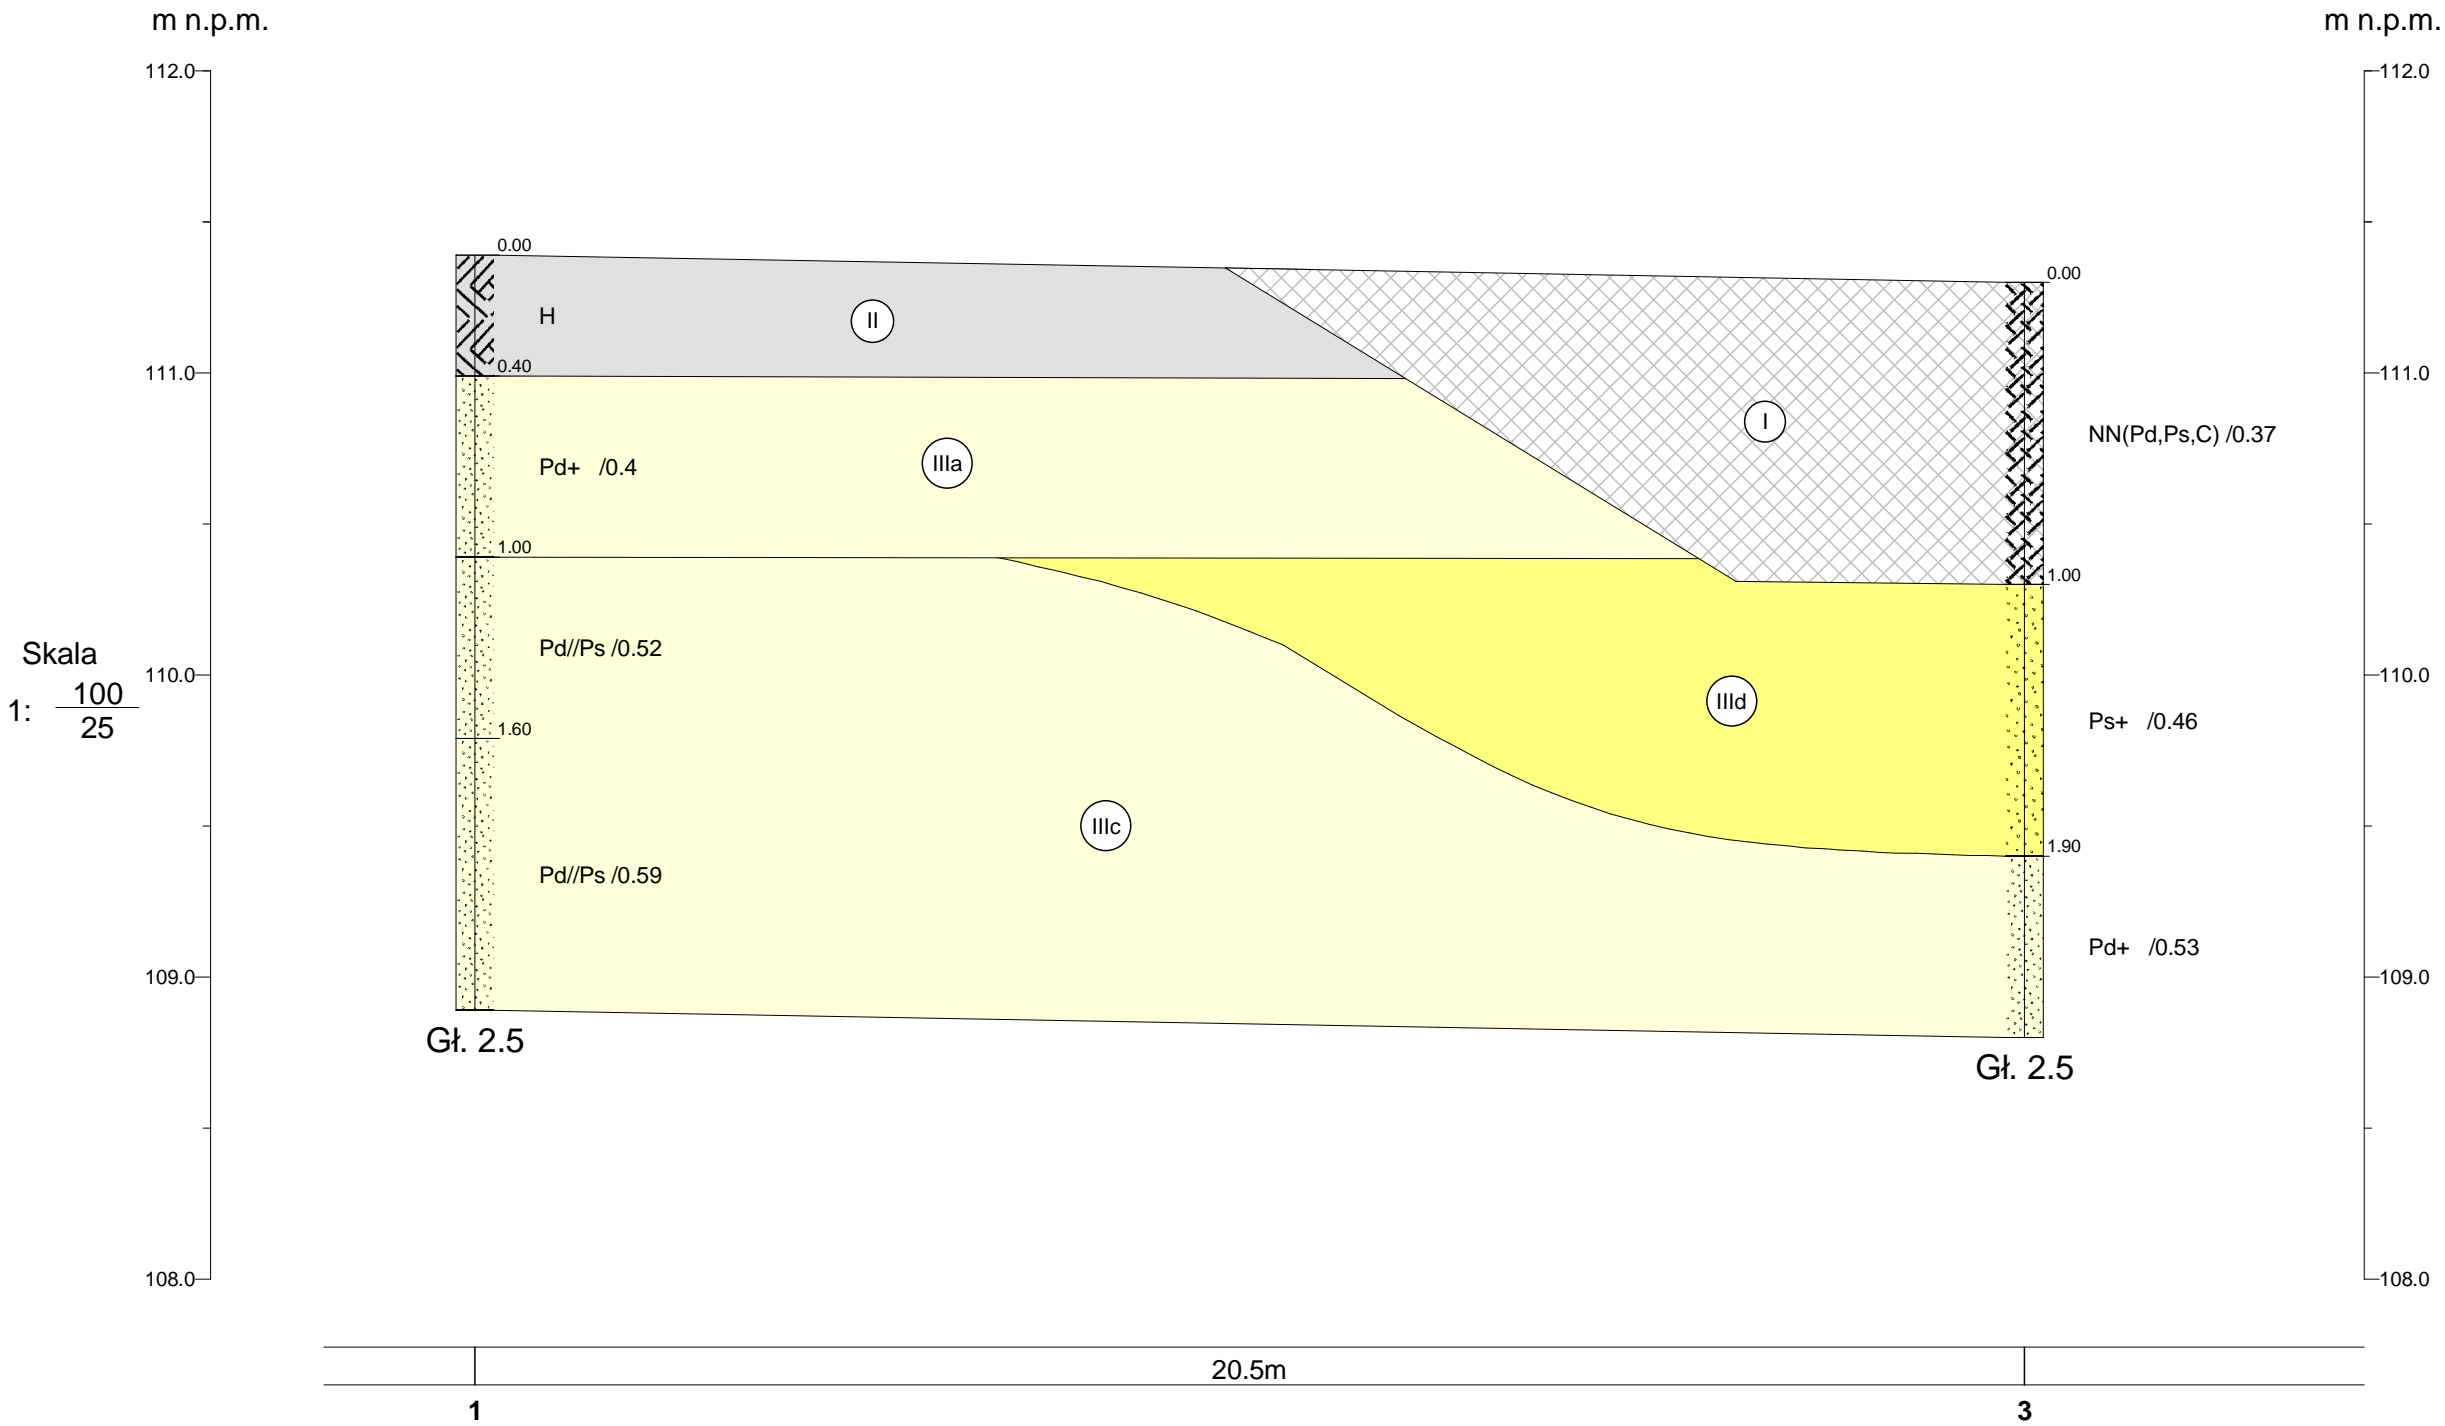 m n.p.m.
m n.p.m.
112.0
112.0
0.00
0.00
H
II
0.40
111.0
111.0
I
NN(Pd,Ps,C) /0.37
Pd+ /0.4
IIIa
1.00
1.00
Pd//Ps /0.52
Skala
1: 100
25
110.0
110.0
IIId
Ps+ /0.46
1.60
IIIc
1.90
Pd//Ps /0.59
Pd+ /0.53
109.0
109.0
Gł. 2.5
Gł. 2.5
108.0
108.0
20.5m
1
3